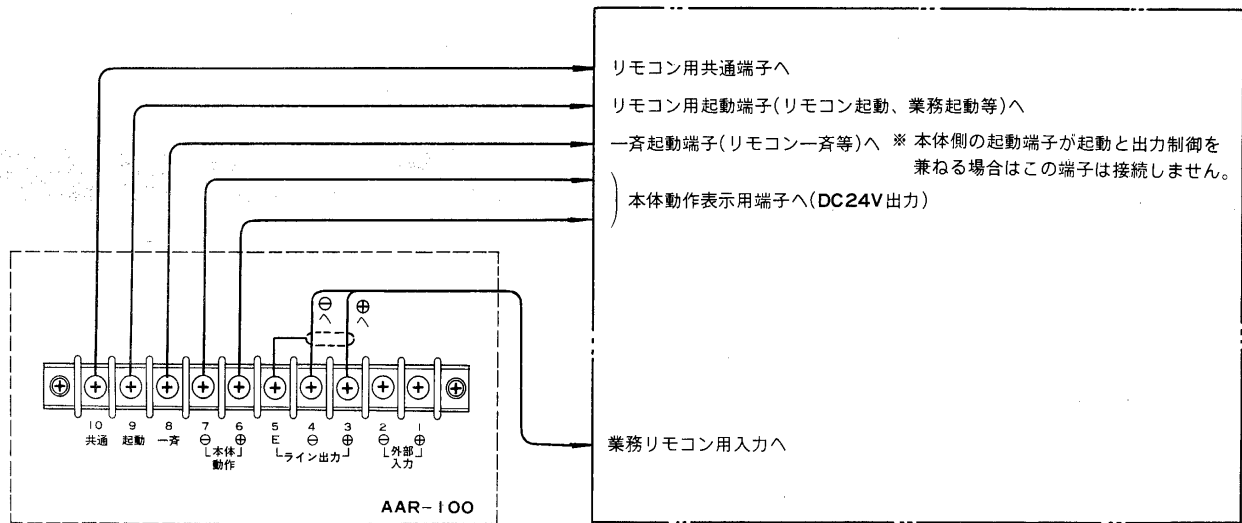 リモコン用共通端子へ
リモコン用起動端子(リモコン起動、業務起動等)へ
一斉起動端子(リモコン一斉等)へ ※ 本体側の起動端子が起動と出力制御を
兼ねる場合はこの端子は接続しません。
本体動作表示用端子へ(DC24V出力)
⊖へ ⊕へ
10 9 8 7 6 5 4 3 2 1
共通 起動 一斉 ⊖ ⊕ E ⊖ ⊕ ⊖ ⊕
本体動作 ライン出力 外部入力
業務リモコン用入力へ
AAR-100